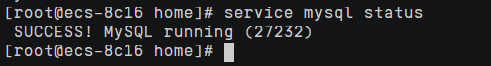 [root@ecs-8c16 home]# service mysql status
 SUCCESS! MySQL running (27232)
[root@ecs-8c16 home]#